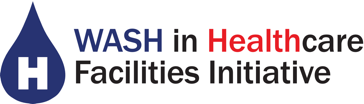 H
WASH in Healthcare
Facilities Initiative